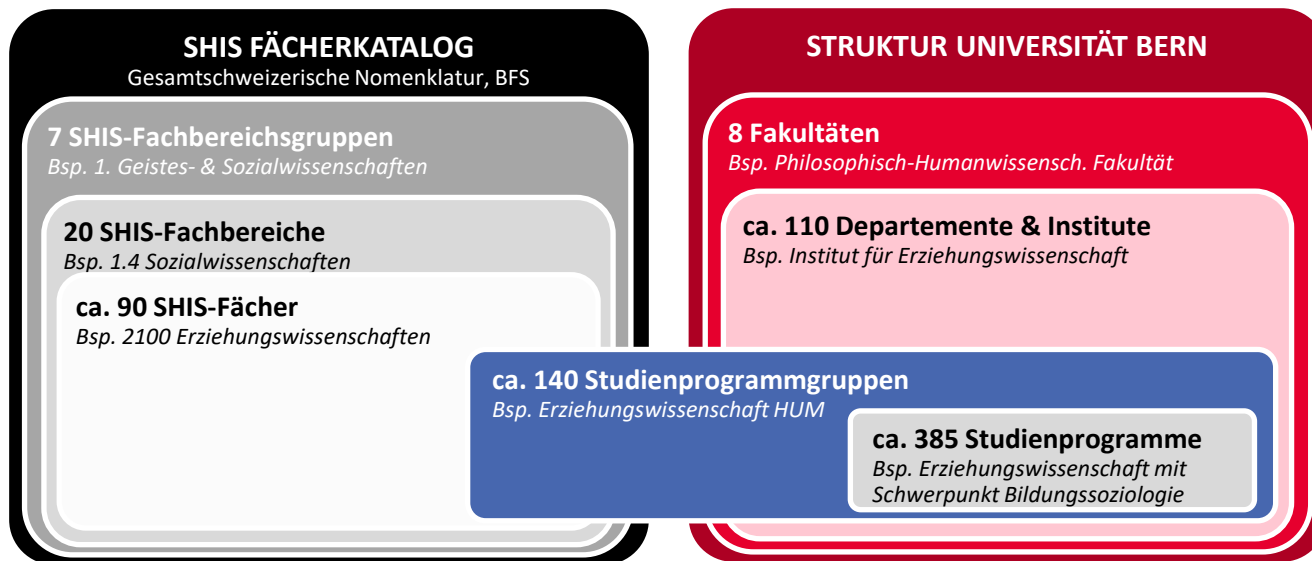 SHIS FÄCHERKATALOG
Gesamtschweizerische Nomenklatur, BFS
7 SHIS-Fachbereichsgruppen
Bsp. 1. Geistes- & Sozialwissenschaften
20 SHIS-Fachbereiche
Bsp. 1.4 Sozialwissenschaften
ca. 90 SHIS-Fächer
Bsp. 2100 Erziehungswissenschaften
STRUKTUR UNIVERSITÄT BERN
8 Fakultäten
Bsp. Philosophisch-Humanwissensch. Fakultät
ca. 110 Departemente & Institute
Bsp. Institut für Erziehungswissenschaft
ca. 140 Studienprogrammgruppen
Bsp. Erziehungswissenschaft HUM
ca. 385 Studienprogramme
Bsp. Erziehungswissenschaft mit
Schwerpunkt Bildungssoziologie